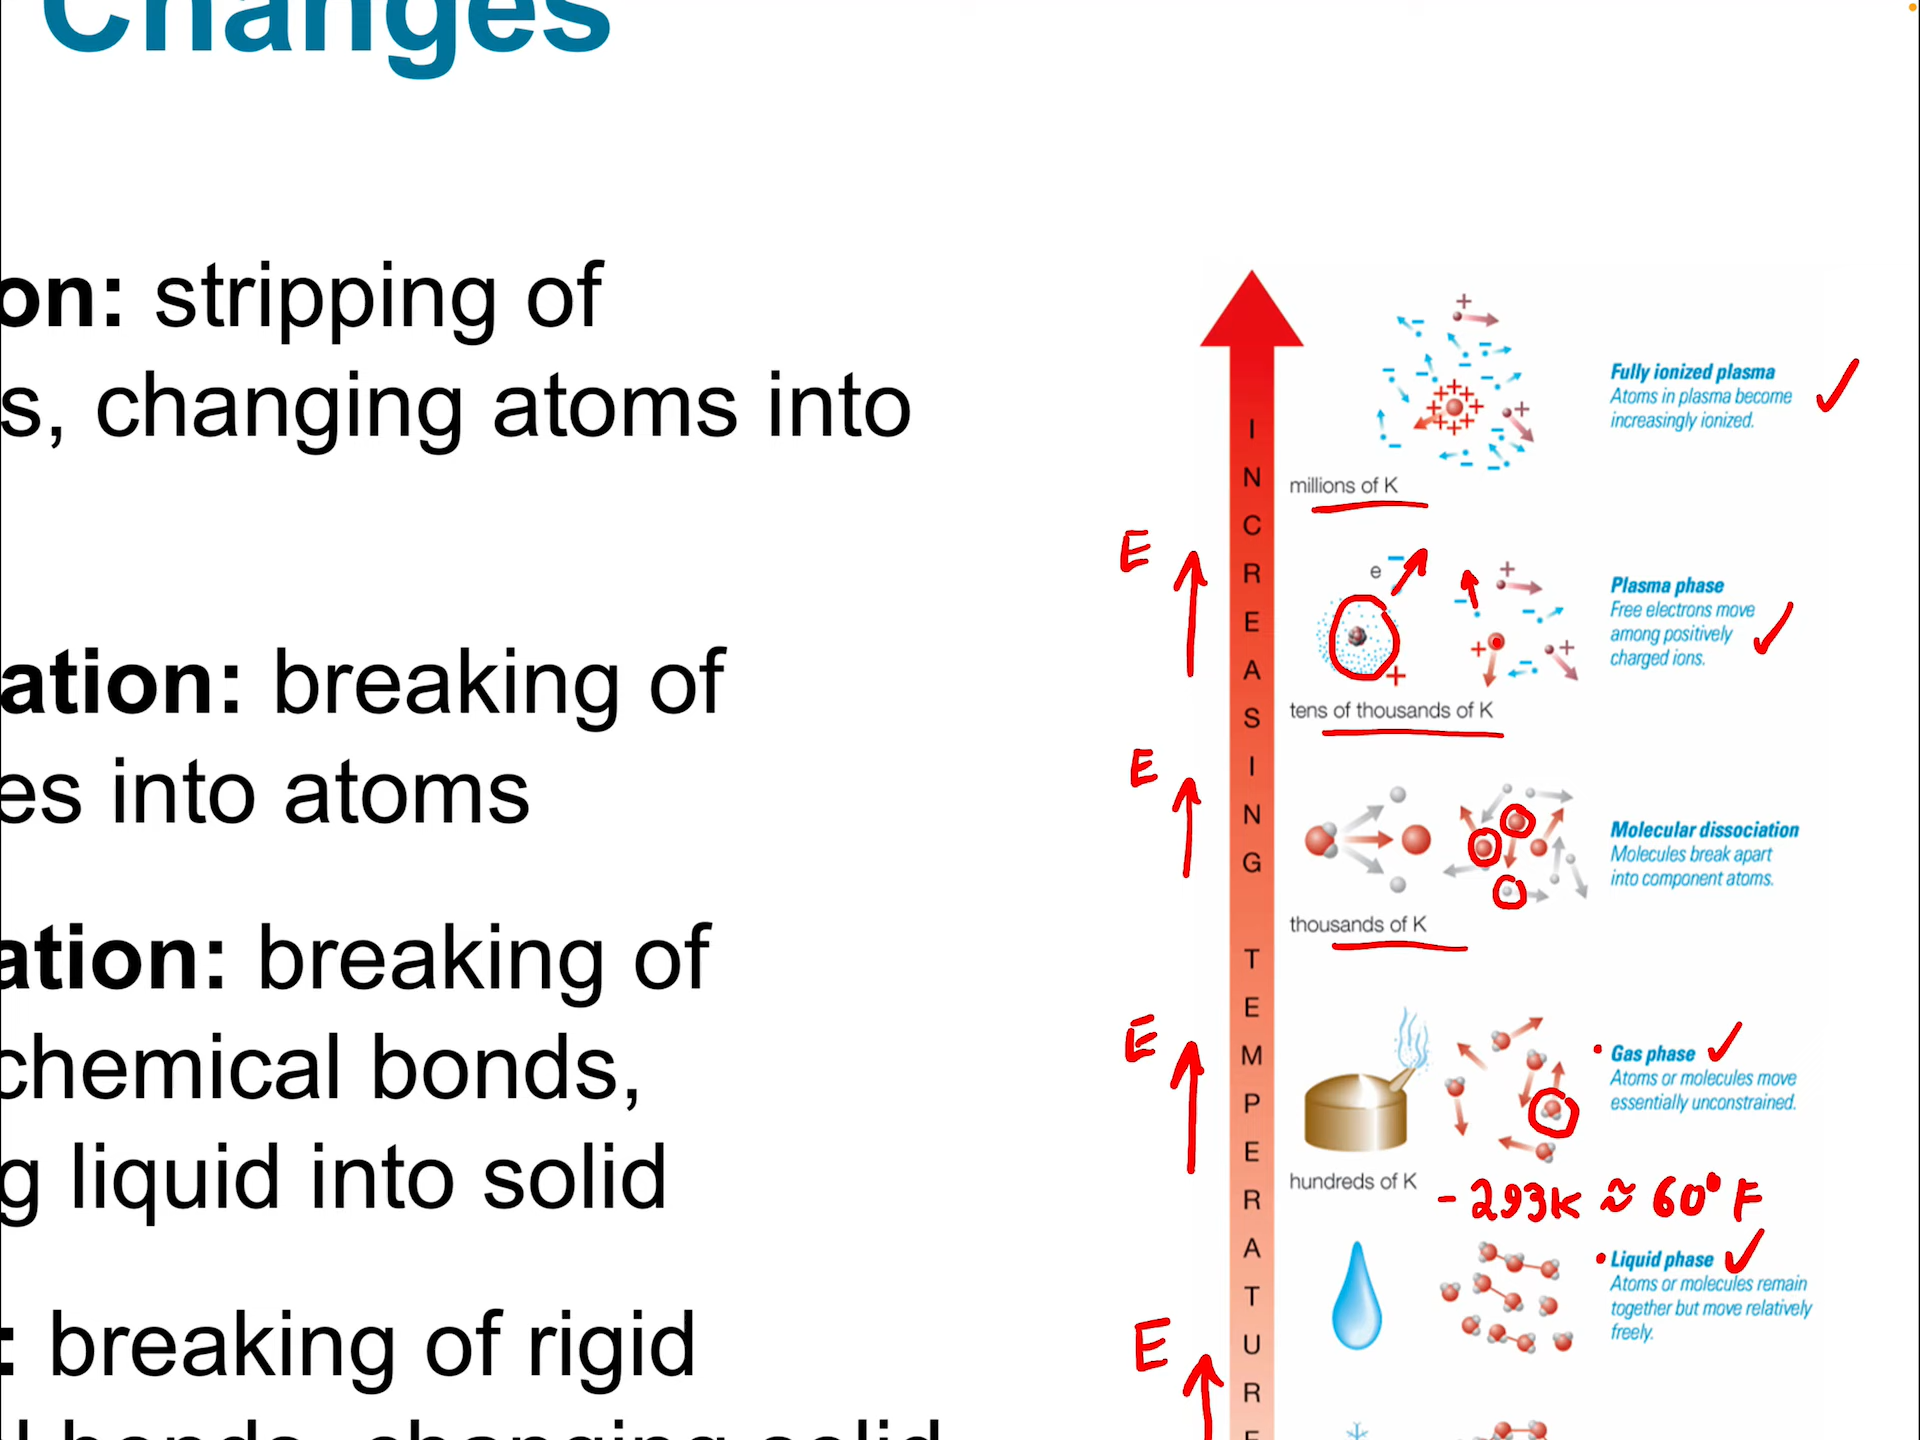 Changes
on: stripping of
s, changing atoms into
ation: breaking of
es into atoms
ation: breaking of
chemical bonds,
g liquid into solid
: breaking of rigid
l bonds, changing solid
INCREASING TEMPERATURE
+
Fully ionized plasma
Atoms in plasma become
increasingly ionized.
millions of K
E
e −
+
Plasma phase
Free electrons move
among positively
charged ions.
+
tens of thousands of K
E
Molecular dissociation
Molecules break apart
into component atoms.
thousands of K
E
Gas phase
Atoms or molecules move
essentially unconstrained.
hundreds of K
- 293K ≈ 60° F
Liquid phase
Atoms or molecules remain
together but move relatively
freely.
E